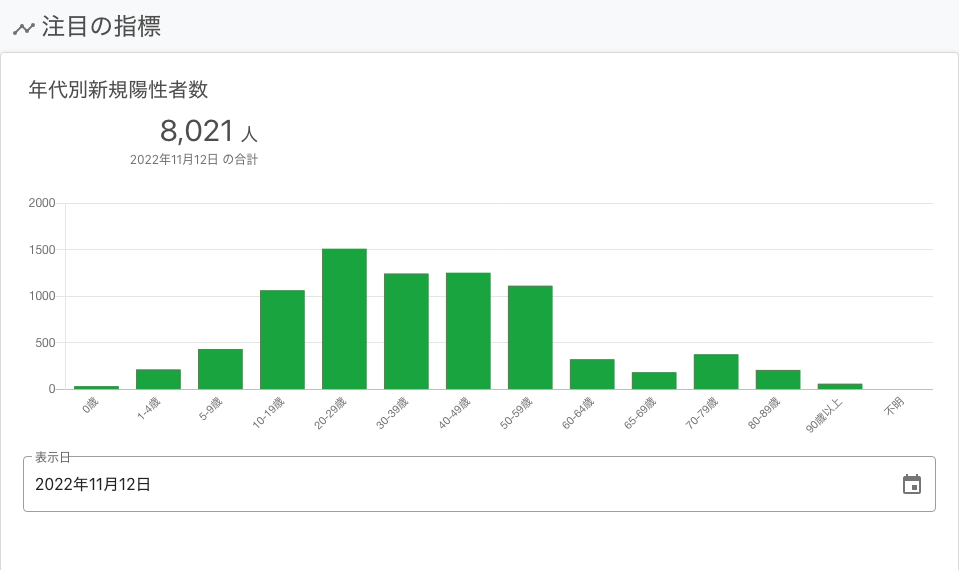 注目の指標
年代別新規陽性者数
8,021 人
2022年11月12日 の合計
2000
1500
1000
500
0
0歳
1-4歳
5-9歳
10-19歳
20-29歳
30-39歳
40-49歳
50-59歳
60-64歳
65-69歳
70-79歳
80-89歳
90歳以上
不明
表示日
2022年11月12日